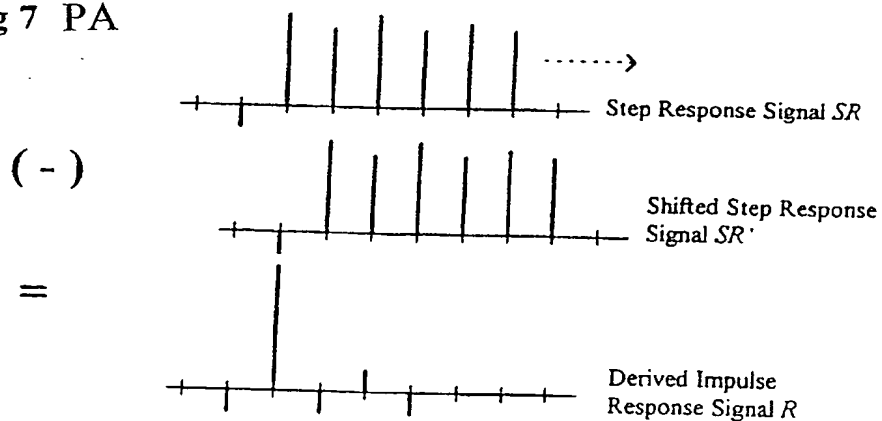 g 7 PA
Step Response Signal SR
( - )
Shifted Step Response
Signal SR'
=
Derived Impulse
Response Signal R